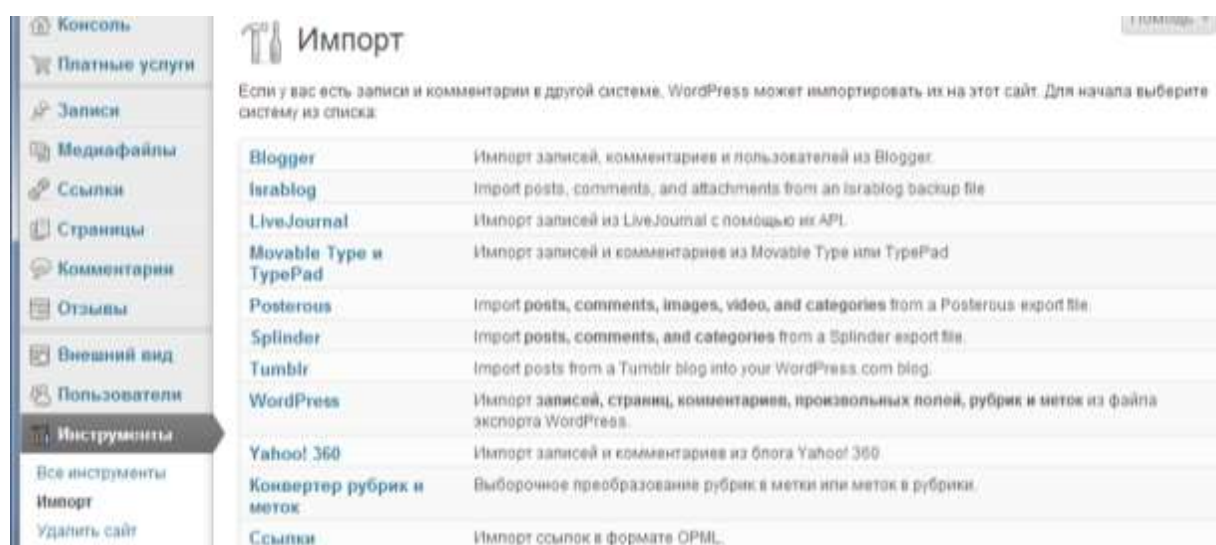 Консоль
Платные услуги
Записи
Медиафайлы
Ссылки
Страницы
Комментарии
Отзывы
Внешний вид
Пользователи
Инструменты
Все инструменты
Импорт
Удалить сайт
Помощь
Импорт
Если у вас есть записи и комментарии в другой системе, WordPress может импортировать их на этот сайт. Для начала выберите
систему из списка:
Blogger Импорт записей, комментариев и пользователей из Blogger.
Israblog Import posts, comments, and attachments from an Israblog backup file
LiveJournal Импорт записей из LiveJournal с помощью их API.
Movable Type и Импорт записей и комментариев из Movable Type или TypePad
TypePad
Posterous Import posts, comments, images, video, and categories from a Posterous export file.
Splinder Import posts, comments, and categories from a Splinder export file.
Tumblr Import posts from a Tumblr blog into your WordPress.com blog.
WordPress Импорт записей, страниц, комментариев, произвольных полей, рубрик и меток из файла
экспорта WordPress.
Yahoo! 360 Импорт записей и комментариев из блога Yahoo! 360
Конвертер рубрик и Выборочное преобразование рубрик в метки или меток в рубрики.
меток
Ссылки Импорт ссылок в формате OPML.